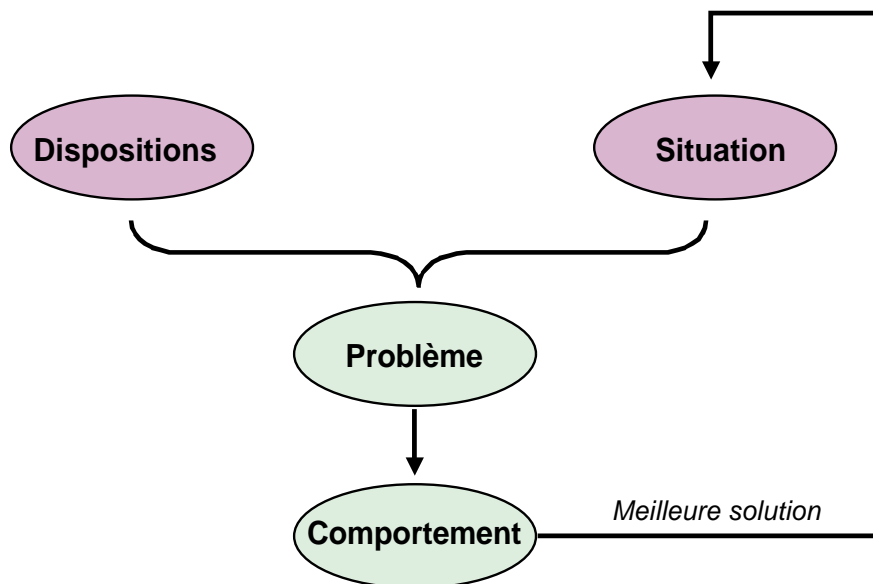 Dispositions
Situation
Problème
Comportement
Meilleure solution